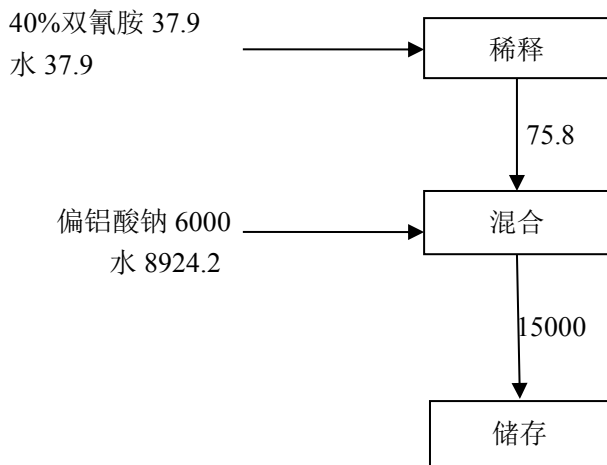 40%双氰胺 37.9
水 37.9
稀释
75.8
偏铝酸钠 6000
水 8924.2
混合
15000
储存